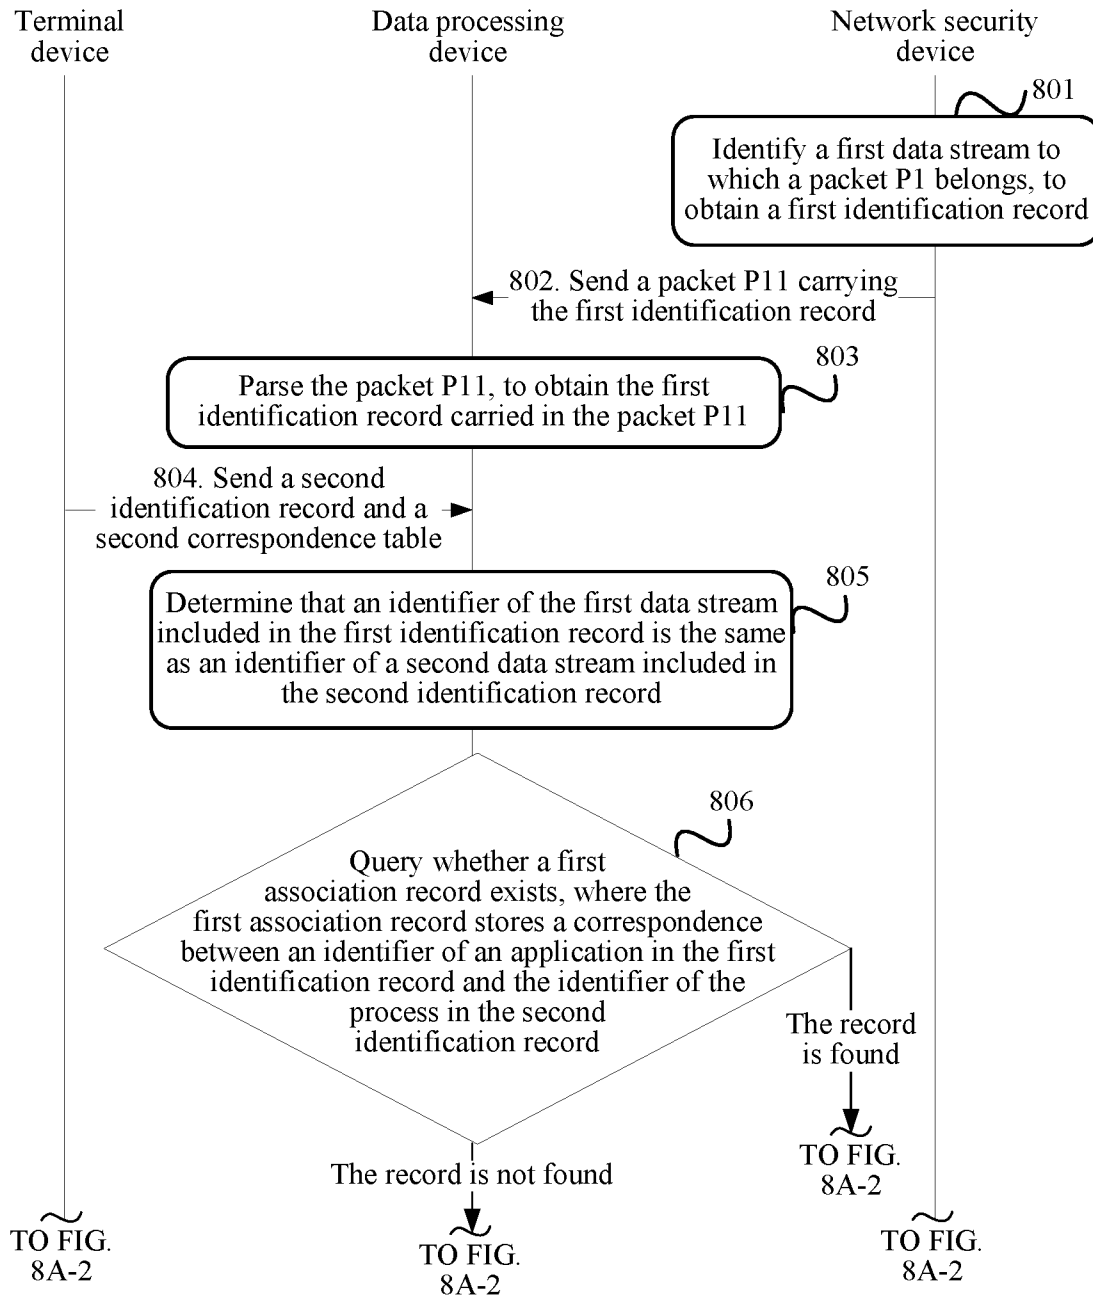 Terminal
device
Data processing
device
Network security
device
801
Identify a first data stream to
which a packet P1 belongs, to
obtain a first identification record
802. Send a packet P11 carrying
the first identification record
803
Parse the packet P11, to obtain the first
identification record carried in the packet P11
804. Send a second
identification record and a
second correspondence table
805
Determine that an identifier of the first data stream
included in the first identification record is the same
as an identifier of a second data stream included in
the second identification record
806
Query whether a first
association record exists, where the
first association record stores a correspondence
between an identifier of an application in the first
identification record and the identifier of the
process in the second
identification record
The record
is found
TO FIG.
8A-2
The record is not found
TO FIG.
8A-2
TO FIG.
8A-2
TO FIG.
8A-2